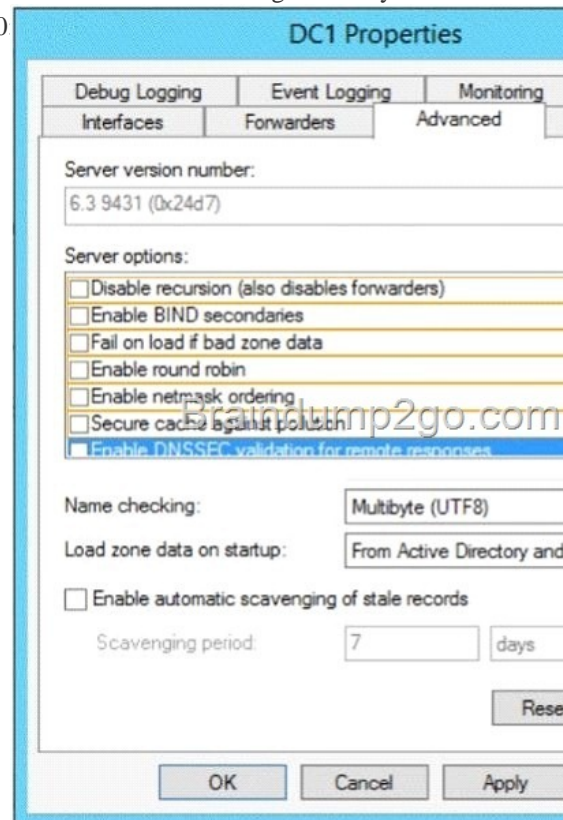 DC1 Properties
Debug Logging Event Logging Monitoring
Interfaces Forwarders Advanced
Server version number:
6.3 9431 (0x24d7)
Server options:
Disable recursion (also disables forwarders)
Enable BIND secondaries
Fail on load if bad zone data
Enable round robin
Enable netmask ordering
Braindump2go.com
Secure cache against pollution
Enable DNSSEC validation for remote responses
Name checking: Multibyte (UTF8)
Load zone data on startup: From Active Directory and
Enable automatic scavenging of stale records
Scavenging period: 7 days
Rese
OK Cancel Apply